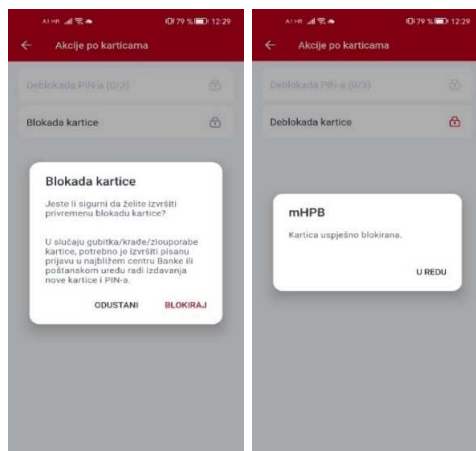 A1 HR 79 % 12:29
Akcije po karticama
Deblokada PIN-a (0/3)
Blokada kartice
Blokada kartice
Jeste li sigurni da želite izvršiti
privremenu blokadu kartice?
U slučaju gubitka/krađe/zlouporabe
kartice, potrebno je izvršiti pisanu
prijavu u najbližem centru Banke ili
poštanskom uredu radi izdavanja
nove kartice i PIN-a.
ODUSTANI BLOKIRAJ
A1 HR 79 % 12:29
Akcije po karticama
Deblokada PIN-a (0/3)
Deblokada kartice
mHPB
Kartica uspješno blokirana.
U REDU